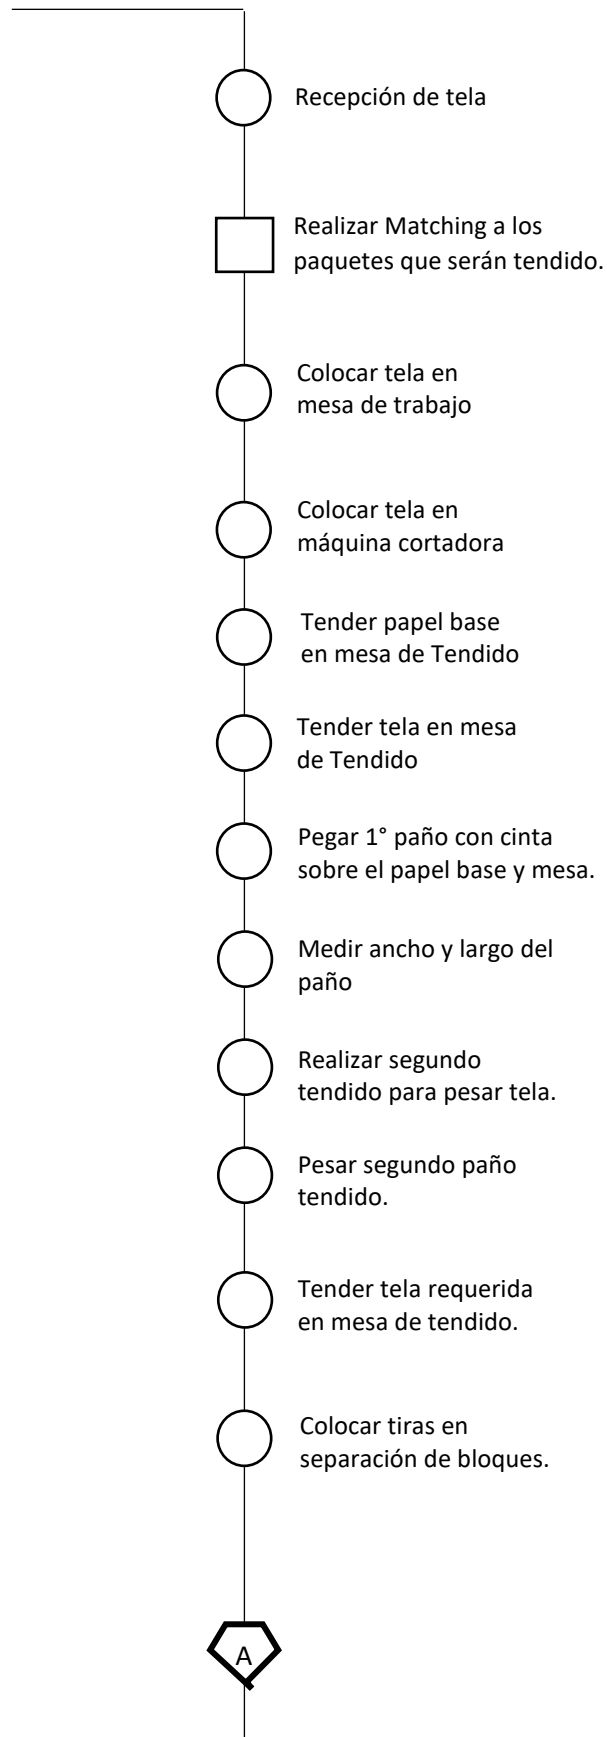 Recepción de tela
Realizar Matching a los
paquetes que serán tendido.
Colocar tela en
mesa de trabajo
Colocar tela en
máquina cortadora
Tender papel base
en mesa de Tendido
Tender tela en mesa
de Tendido
Pegar 1° paño con cinta
sobre el papel base y mesa.
Medir ancho y largo del
paño
Realizar segundo
tendido para pesar tela.
Pesar segundo paño
tendido.
Tender tela requerida
en mesa de tendido.
Colocar tiras en
separación de bloques.
A